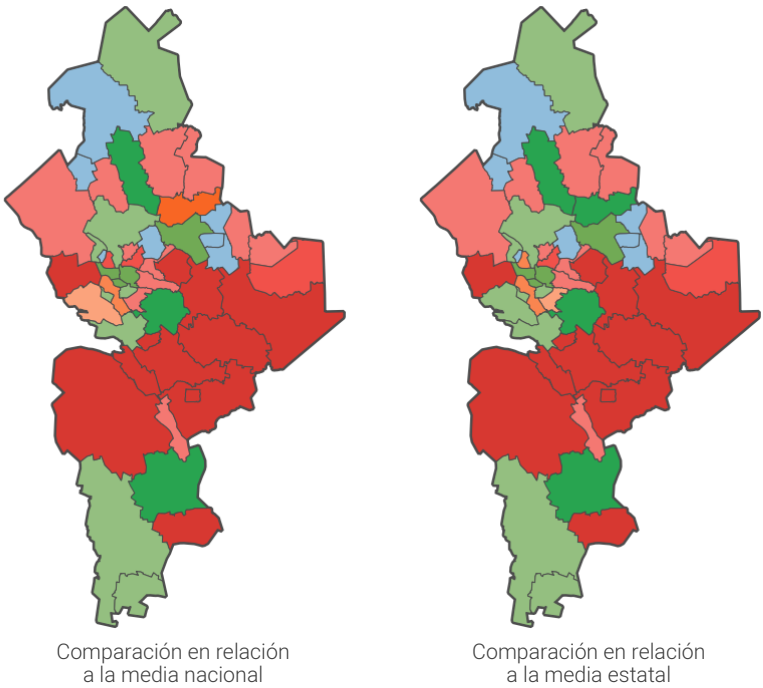 Comparación en relación
a la media nacional
Comparación en relación
a la media estatal